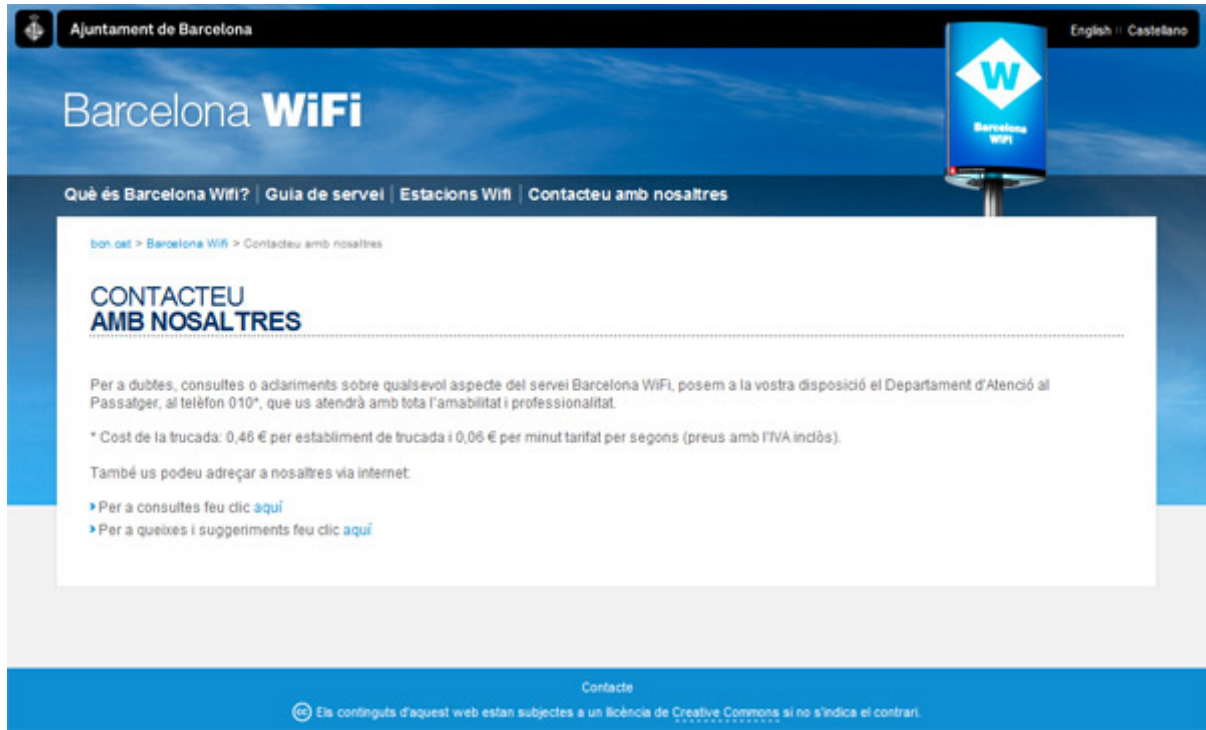 Ajuntament de Barcelona
English Castellano
Barcelona WiFi
W
Barcelona
WiFi
Què és Barcelona Wifi? | Guia de servei | Estacions Wifi | Contacteu amb nosaltres
bcn.cat > Barcelona Wifi > Contacteu amb nosaltres
CONTACTEU
AMB NOSALTRES
Per a dubtes, consultes o aclariments sobre qualsevol aspecte del servei Barcelona WiFi, posem a la vostra disposició el Departament d'Atenció al
Passatger, al telèfon 010*, que us atendrà amb tota l'amabilitat i professionalitat.
* Cost de la trucada: 0,46 € per establiment de trucada i 0,06 € per minut tarifat per segons (preus amb l'IVA inclòs).
També us podeu adreçar a nosaltres via internet:
Per a consultes feu clic aquí
Per a queixes i suggeriments feu clic aquí
Contacte
cc Els continguts d'aquest web estan subjectes a un llicència de Creative Commons si no s'indica el contrari.